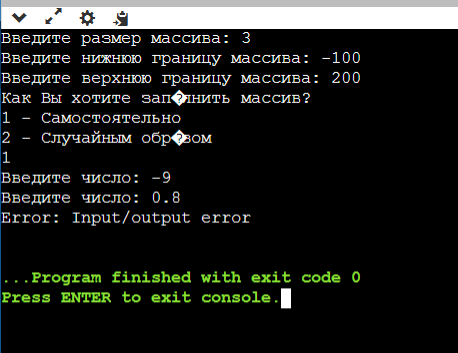 Введите размер массива: 3
Введите нижнюю границу массива: -100
Введите верхнюю границу массива: 200
Как Вы хотите зап�лнить массив?
1 - Самостоятельно
2 - Случайным обр�зом
1
Введите число: -9
Введите число: 0.8
Error: Input/output error
...Program finished with exit code 0
Press ENTER to exit console.